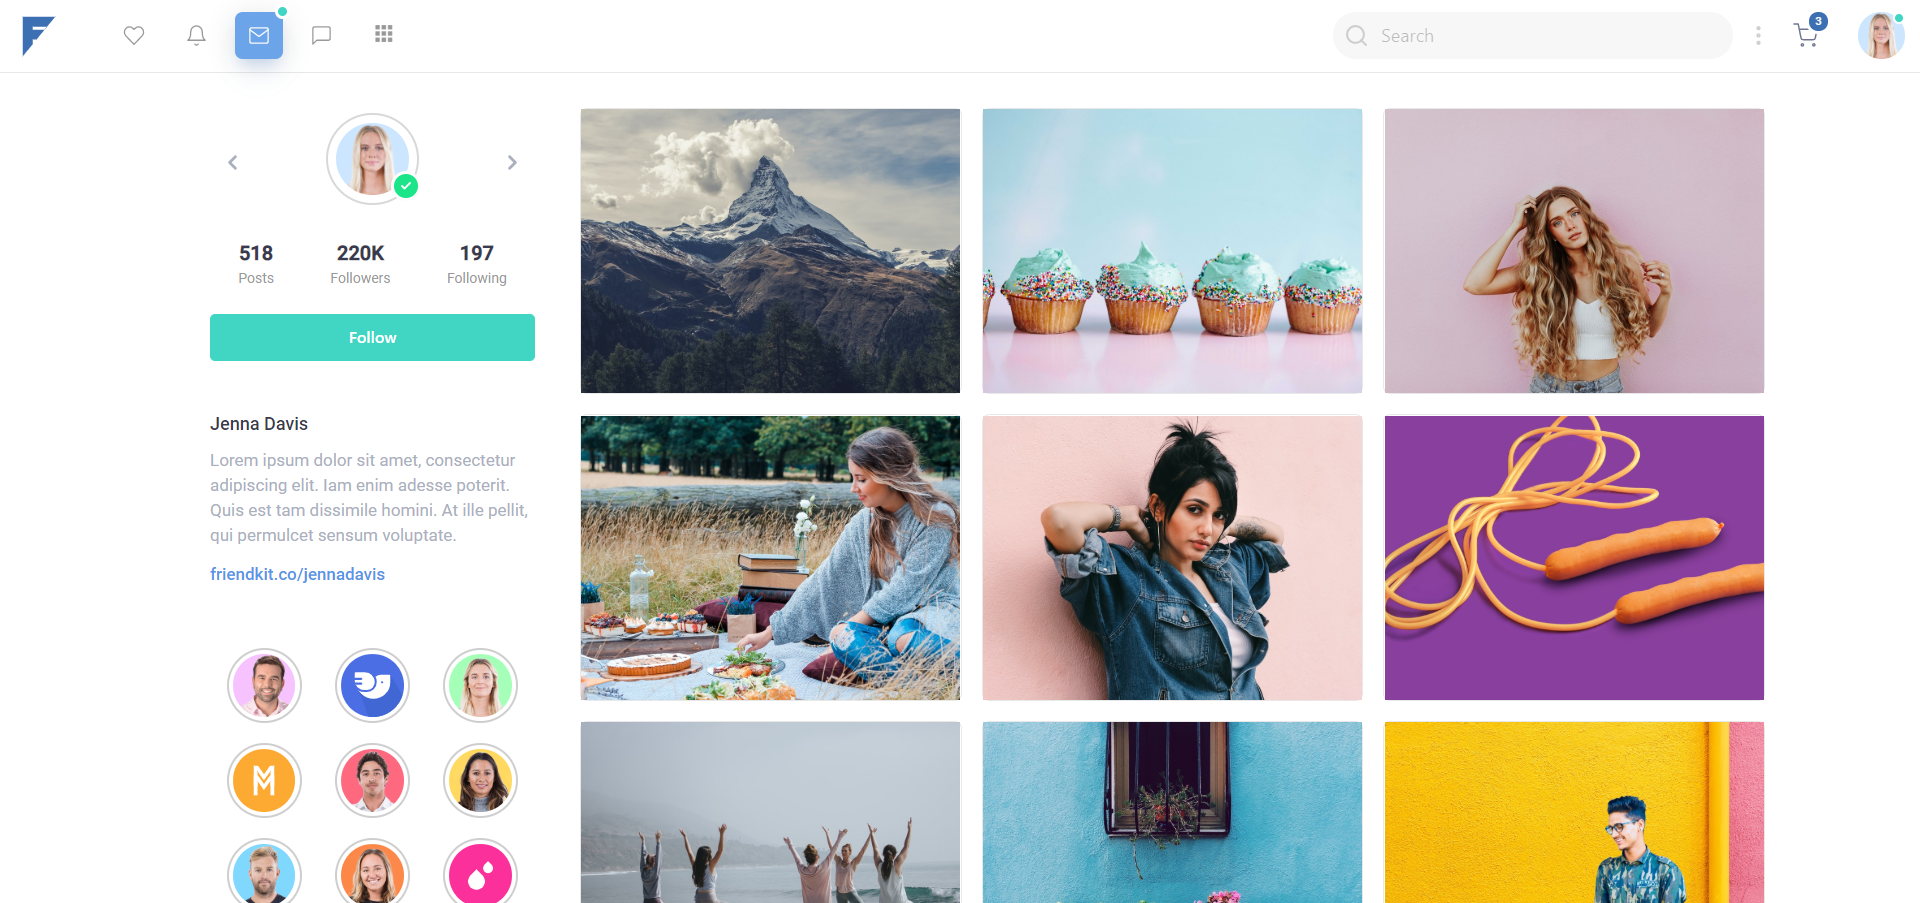 Search
3
518
Posts
220K
Followers
197
Following
Follow
Jenna Davis
Lorem ipsum dolor sit amet, consectetur
adipiscing elit. Iam enim adesse poterit.
Quis est tam dissimile homini. At ille pellit,
qui permulcet sensum voluptate.
friendkit.co/jennadavis